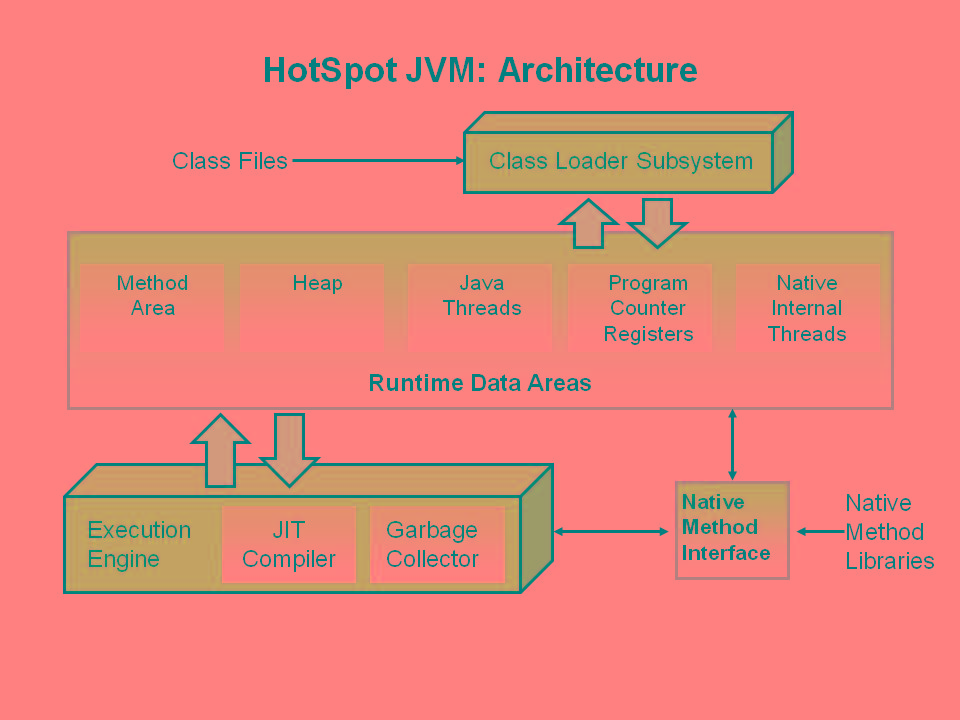 HotSpot JVM: Architecture
Class Files
Class Loader Subsystem
Method
Area
Heap
Java
Threads
Program
Counter
Registers
Native
Internal
Threads
Runtime Data Areas
Execution
Engine
JIT
Compiler
Garbage
Collector
Native
Method
Interface
Native
Method
Libraries